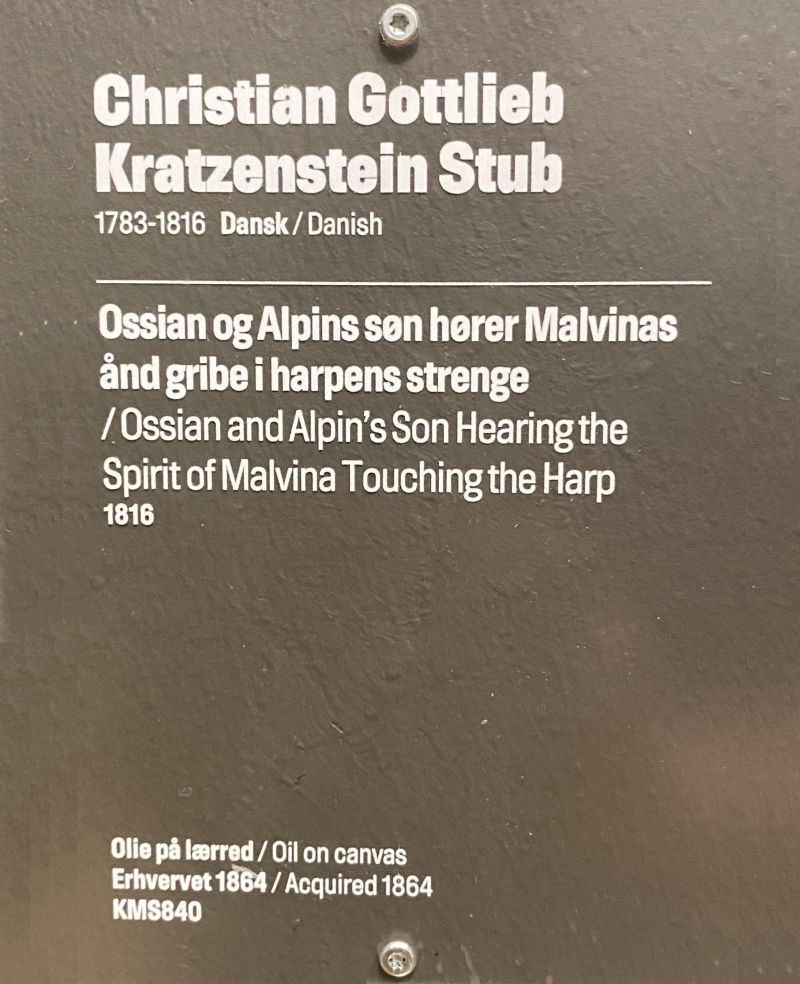 Christian Gottlieb
Kratzenstein Stub
1783-1816 Dansk / Danish
Ossian og Alpins søn hører Malvinas
ånd gribe i harpens strenge
/ Ossian and Alpin's Son Hearing the
Spirit of Malvina Touching the Harp
1816
Olie på lærred / Oil on canvas
Erhvervet 1864 / Acquired 1864
KMS840